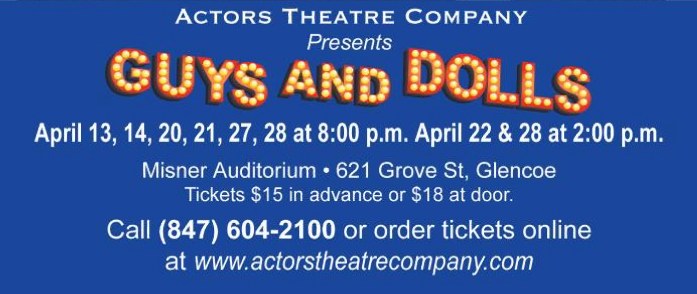 ACTORS THEATRE COMPANY
Presents
GUYS AND DOLLS
April 13, 14, 20, 21, 27, 28 at 8:00 p.m. April 22 & 28 at 2:00 p.m.
Misner Auditorium • 621 Grove St, Glencoe
Tickets $15 in advance or $18 at door.
Call (847) 604-2100 or order tickets online
at www.actorstheatrecompany.com